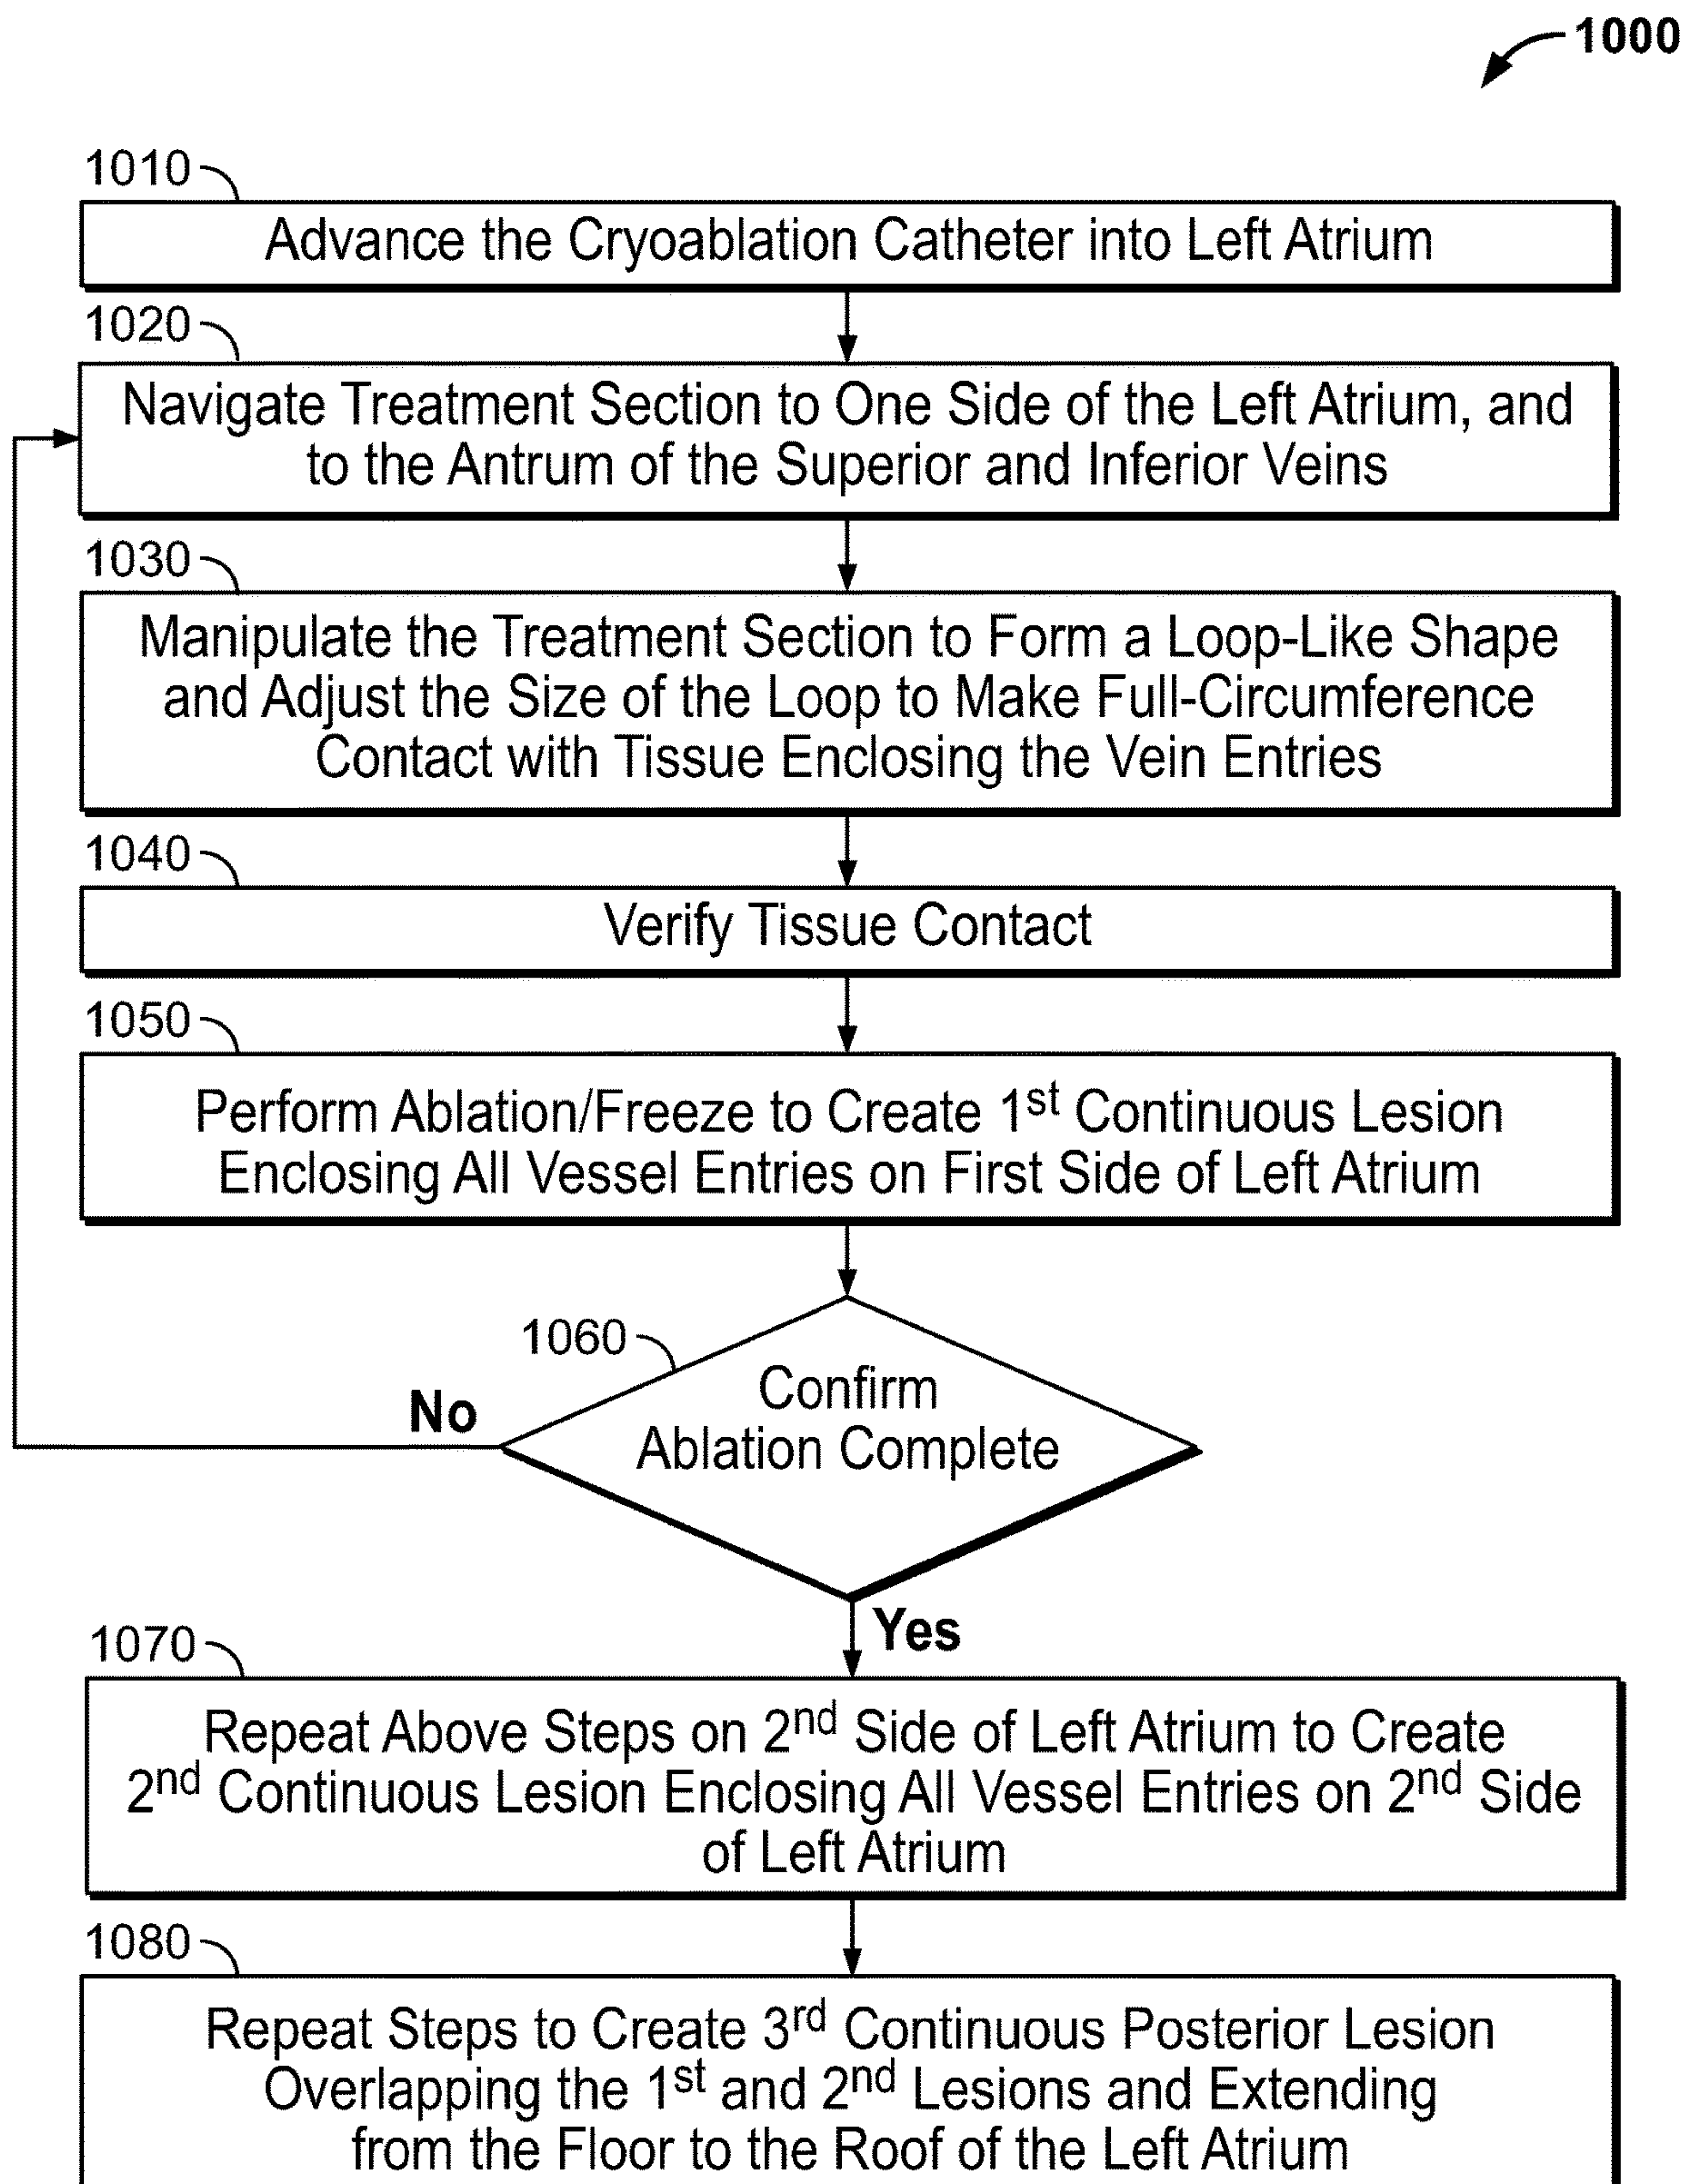 1000
1010
Advance the Cryoablation Catheter into Left Atrium
1020
Navigate Treatment Section to One Side of the Left Atrium, and
to the Antrum of the Superior and Inferior Veins
1030
Manipulate the Treatment Section to Form a Loop-Like Shape
and Adjust the Size of the Loop to Make Full-Circumference
Contact with Tissue Enclosing the Vein Entries
1040
Verify Tissue Contact
1050
Perform Ablation/Freeze to Create 1st Continuous Lesion
Enclosing All Vessel Entries on First Side of Left Atrium
1060
Confirm
Ablation Complete
No
Yes
1070
Repeat Above Steps on 2nd Side of Left Atrium to Create
2nd Continuous Lesion Enclosing All Vessel Entries on 2nd Side
of Left Atrium
1080
Repeat Steps to Create 3rd Continuous Posterior Lesion
Overlapping the 1st and 2nd Lesions and Extending
from the Floor to the Roof of the Left Atrium